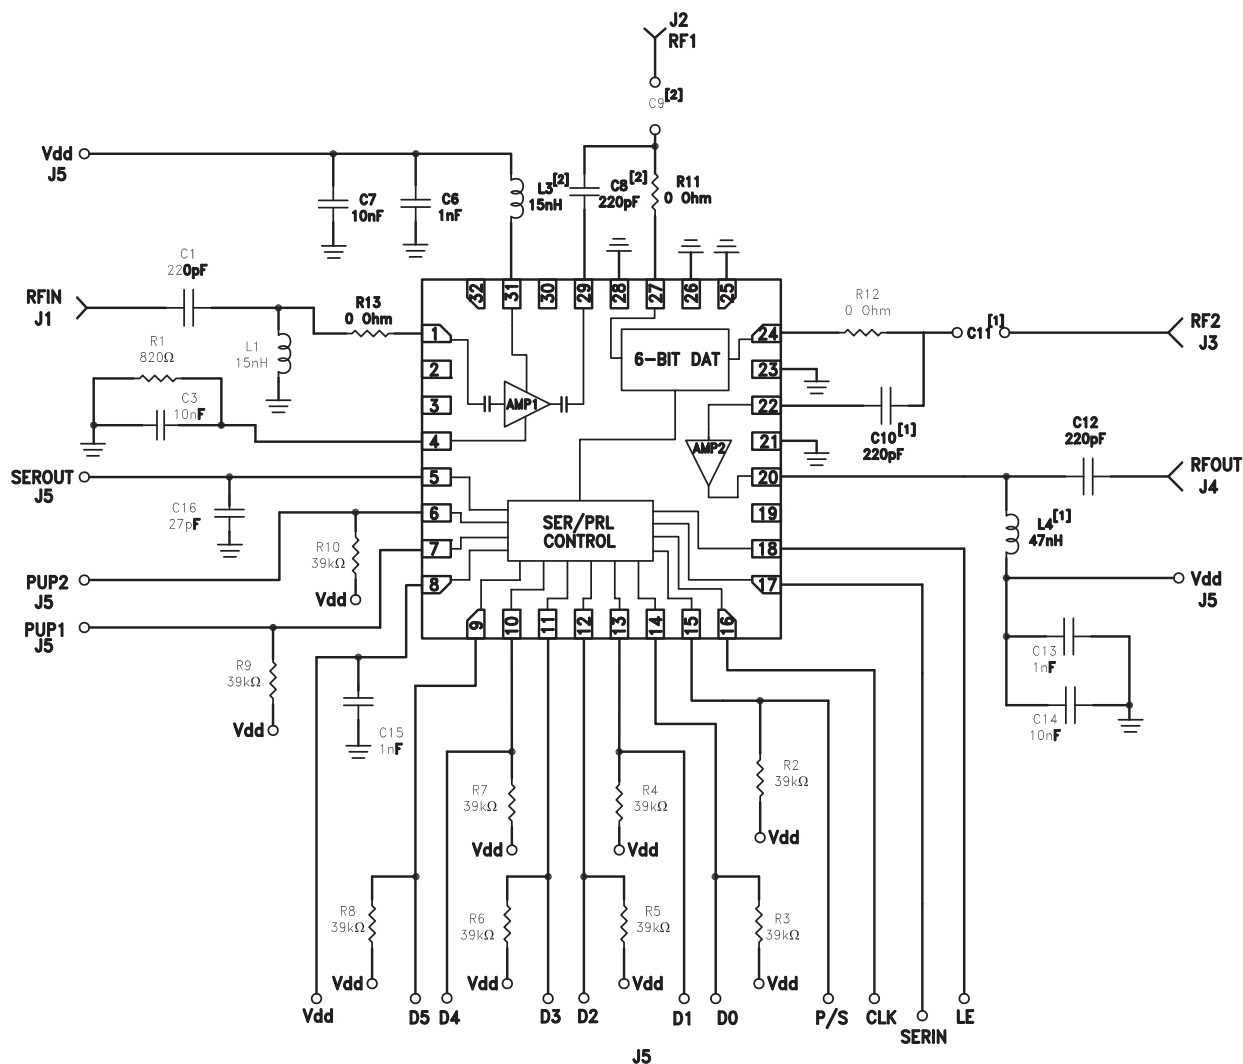 J2
RF1
C9[2]
Vdd
J5
C7
10nF
C6
1nF
L3[2]
15nH
C8[2]
220pF
R11
0 Ohm
C1
220pF
RFIN
J1
R13
0 Ohm
R1
820Ω
L1
15nH
C3
10nF
32
31
30
29
28
27
26
25
1
2
3
4
5
6
7
8
AMP1
6-BIT DAT
AMP2
SER/PRL
CONTROL
24
23
22
21
20
19
18
17
9
10
11
12
13
14
15
16
R12
0 Ohm
C11[1]
RF2
J3
C10[1]
220pF
C12
220pF
RFOUT
J4
L4[1]
47nH
Vdd
J5
C13
1nF
C14
10nF
SEROUT
J5
C16
27pF
R10
39kΩ
Vdd
PUP2
J5
PUP1
J5
R9
39kΩ
Vdd
C15
1nF
R7
39kΩ
Vdd
R4
39kΩ
Vdd
R2
39kΩ
Vdd
R8
39kΩ
Vdd
R6
39kΩ
Vdd
R5
39kΩ
Vdd
R3
39kΩ
Vdd
Vdd
D5
D4
D3
D2
D1
D0
P/S
CLK
SERIN
LE
J5